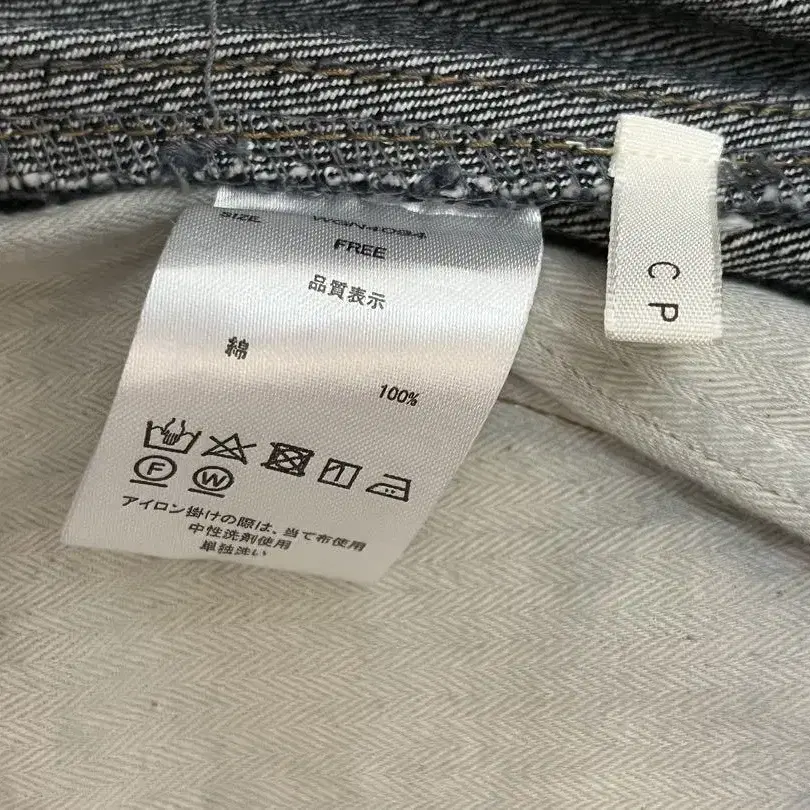 SIZE WGN4094
FREE
品質表示
綿
100%
F W
アイロン掛けの際は、当て布使用
中性洗剤使用
単独洗い
C P